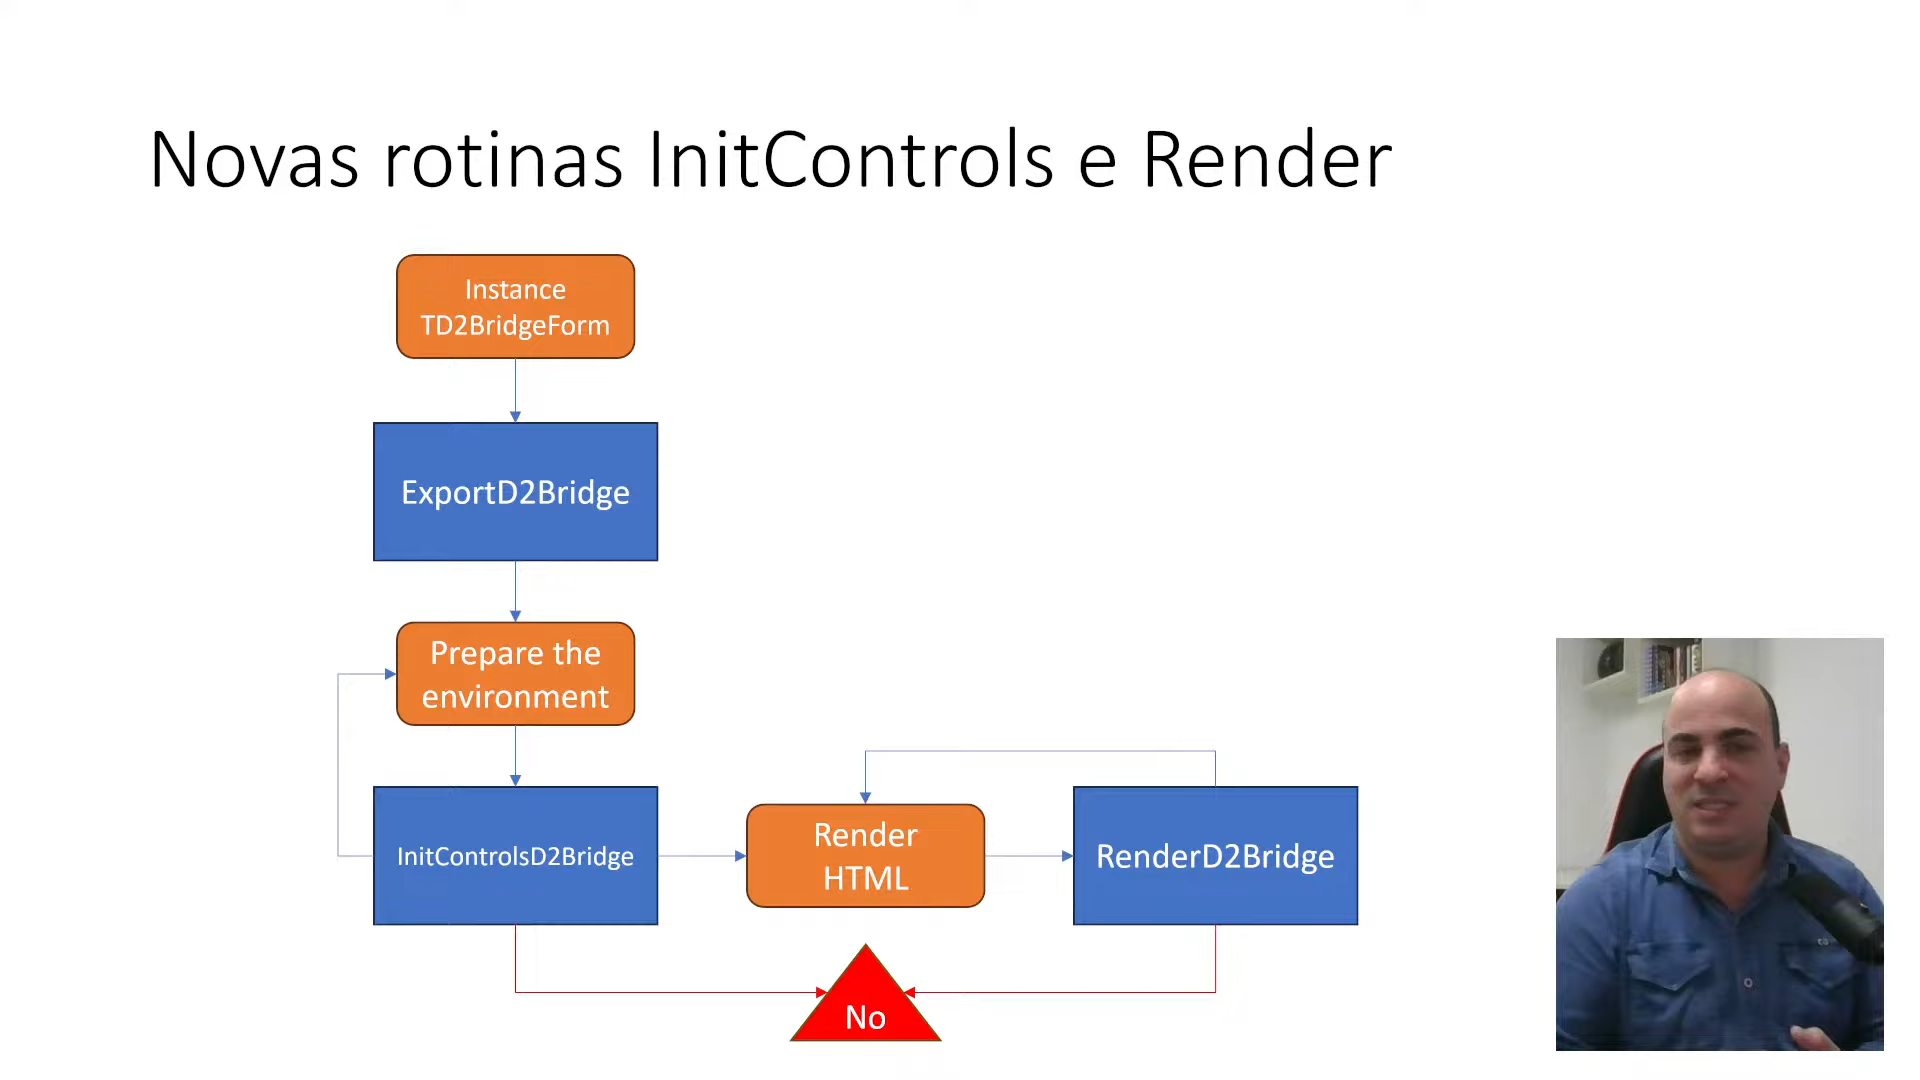 Novas rotinas InitControls e Render
Instance
TD2BridgeForm
ExportD2Bridge
Prepare the
environment
InitControlsD2Bridge
Render
HTML
RenderD2Bridge
No